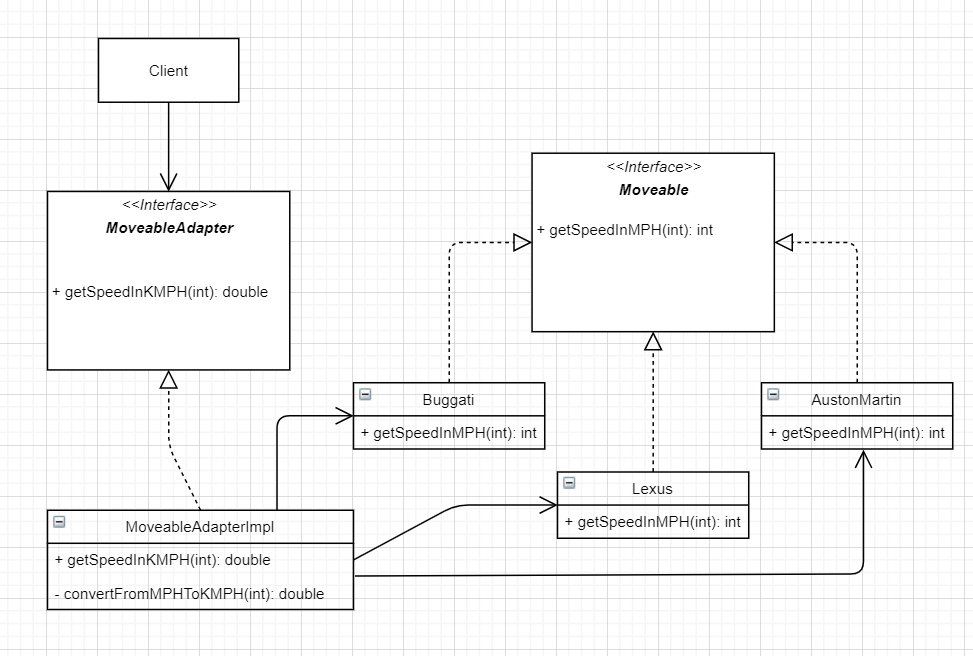 Client
<<Interface>>
MoveableAdapter
+ getSpeedInKMPH(int): double
<<Interface>>
Moveable
+ getSpeedInMPH(int): int
Buggati
+ getSpeedInMPH(int): int
AustonMartin
+ getSpeedInMPH(int): int
Lexus
+ getSpeedInMPH(int): int
MoveableAdapterImpl
+ getSpeedInKMPH(int): double
- convertFromMPHToKMPH(int): double